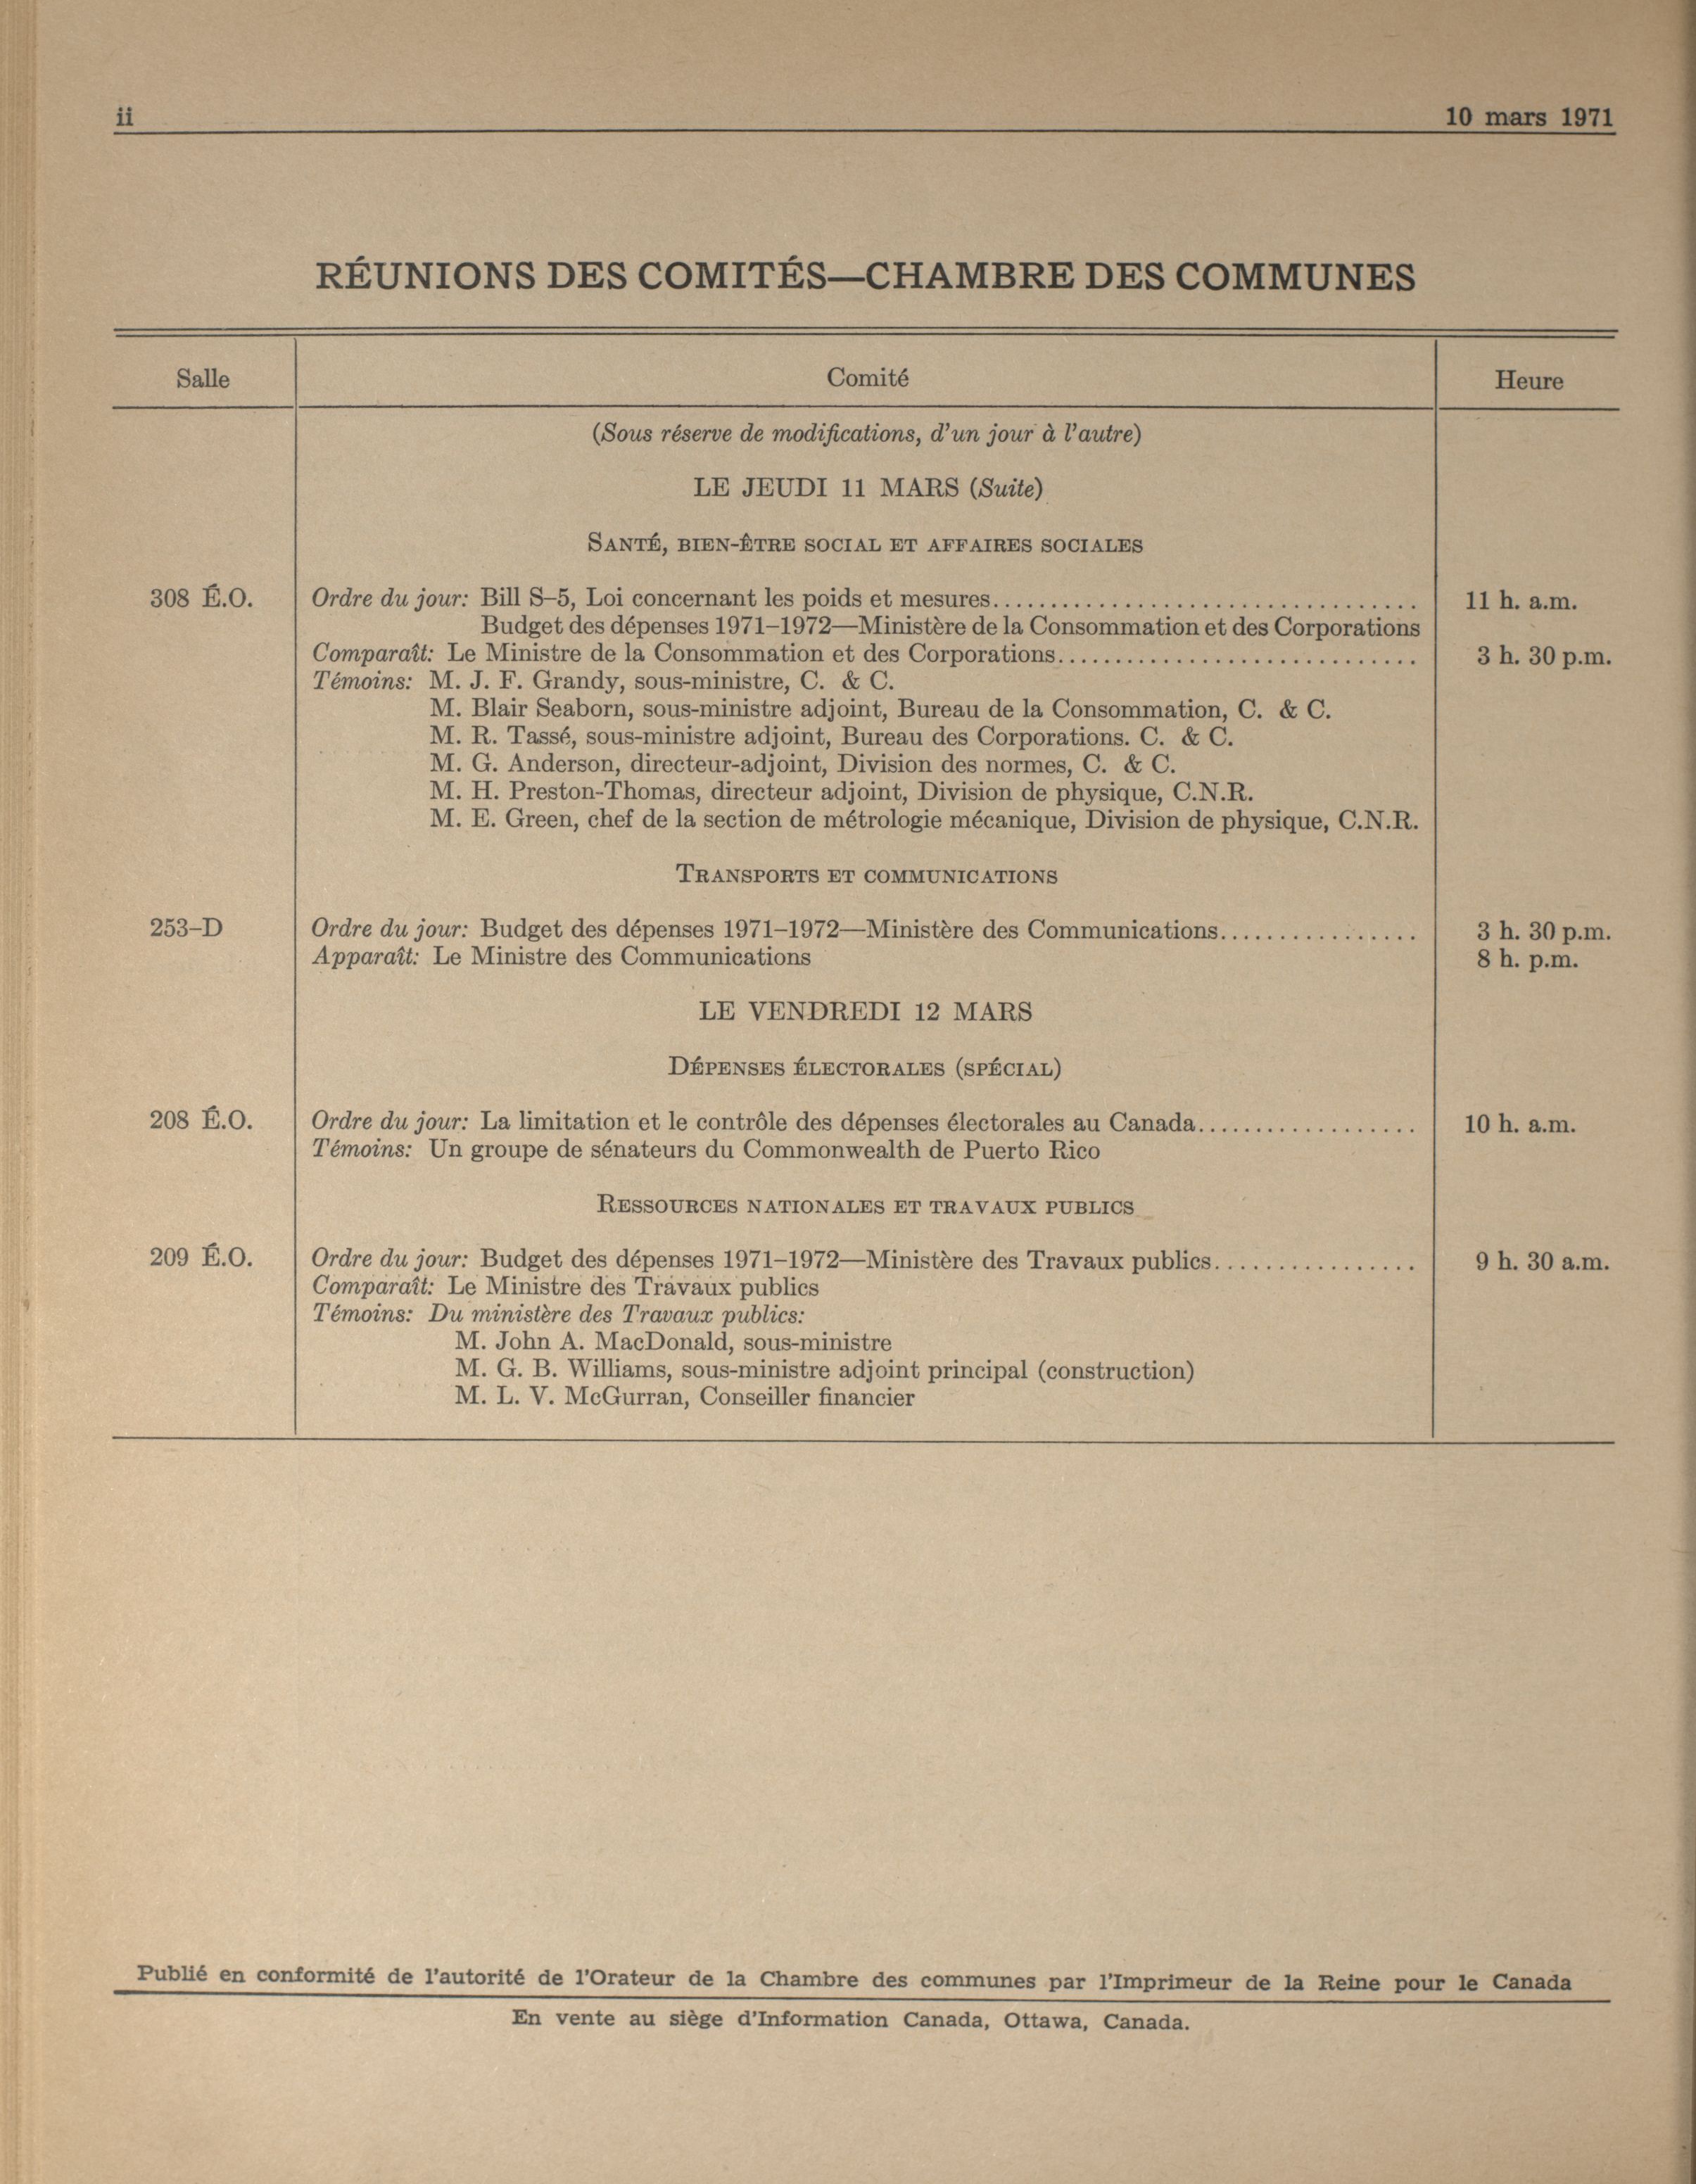 ii
10 mars 1971
RÉUNIONS DES COMITÉS—CHAMBRE DES COMMUNES
Salle Comité Heure
(Sous réserve de modifications, d'un jour à l'autre)
LE JEUDI 11 MARS (Suite)
SANTÉ, BIEN-ÊTRE SOCIAL ET AFFAIRES SOCIALES
308 É.O. Ordre du jour: Bill S–5, Loi concernant les poids et mesures..................................... 11 h. a.m.
Budget des dépenses 1971–1972—Ministère de la Consommation et des Corporations
Comparaît: Le Ministre de la Consommation et des Corporations............................... 3 h. 30 p.m.
Témoins: M. J. F. Grandy, sous-ministre, C. & C.
M. Blair Seaborn, sous-ministre adjoint, Bureau de la Consommation, C. & C.
M. R. Tassé, sous-ministre adjoint, Bureau des Corporations. C. & C.
M. G. Anderson, directeur-adjoint, Division des normes, C. & C.
M. H. Preston-Thomas, directeur adjoint, Division de physique, C.N.R.
M. E. Green, chef de la section de métrologie mécanique, Division de physique, C.N.R.
TRANSPORTS ET COMMUNICATIONS
253–D Ordre du jour: Budget des dépenses 1971–1972—Ministère des Communications................. 3 h. 30 p.m.
Apparaît: Le Ministre des Communications 8 h. p.m.
LE VENDREDI 12 MARS
DÉPENSES ÉLECTORALES (SPÉCIAL)
208 É.O. Ordre du jour: La limitation et le contrôle des dépenses électorales au Canada................... 10 h. a.m.
Témoins: Un groupe de sénateurs du Commonwealth de Puerto Rico
RESSOURCES NATIONALES ET TRAVAUX PUBLICS
209 É.O. Ordre du jour: Budget des dépenses 1971–1972—Ministère des Travaux publics................. 9 h. 30 a.m.
Comparaît: Le Ministre des Travaux publics
Témoins: Du ministère des Travaux publics:
M. John A. MacDonald, sous-ministre
M. G. B. Williams, sous-ministre adjoint principal (construction)
M. L. V. McGurran, Conseiller financier
Publié en conformité de l'autorité de l'Orateur de la Chambre des communes par l'Imprimeur de la Reine pour le Canada
En vente au siège d'Information Canada, Ottawa, Canada.